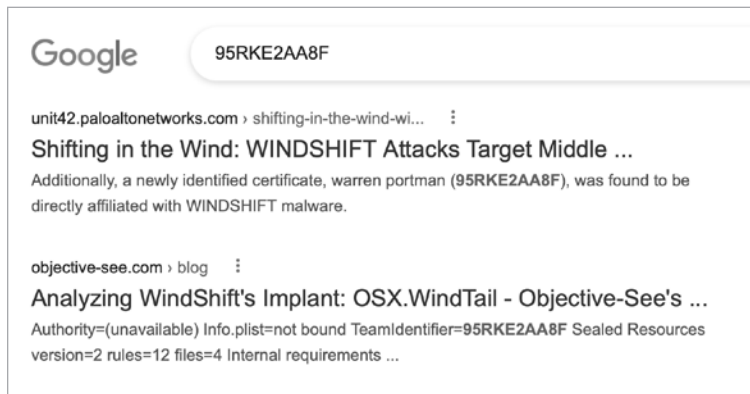 Google
95RKE2AA8F
unit42.paloaltonetworks.com › shifting-in-the-wind-wi...
Shifting in the Wind: WINDSHIFT Attacks Target Middle ...
Additionally, a newly identified certificate, warren portman (95RKE2AA8F), was found to be
directly affiliated with WINDSHIFT malware.
objective-see.com › blog
Analyzing WindShift's Implant: OSX.WindTail - Objective-See's ...
Authority=(unavailable) Info.plist=not bound TeamIdentifier=95RKE2AA8F Sealed Resources
version=2 rules=12 files=4 Internal requirements ...